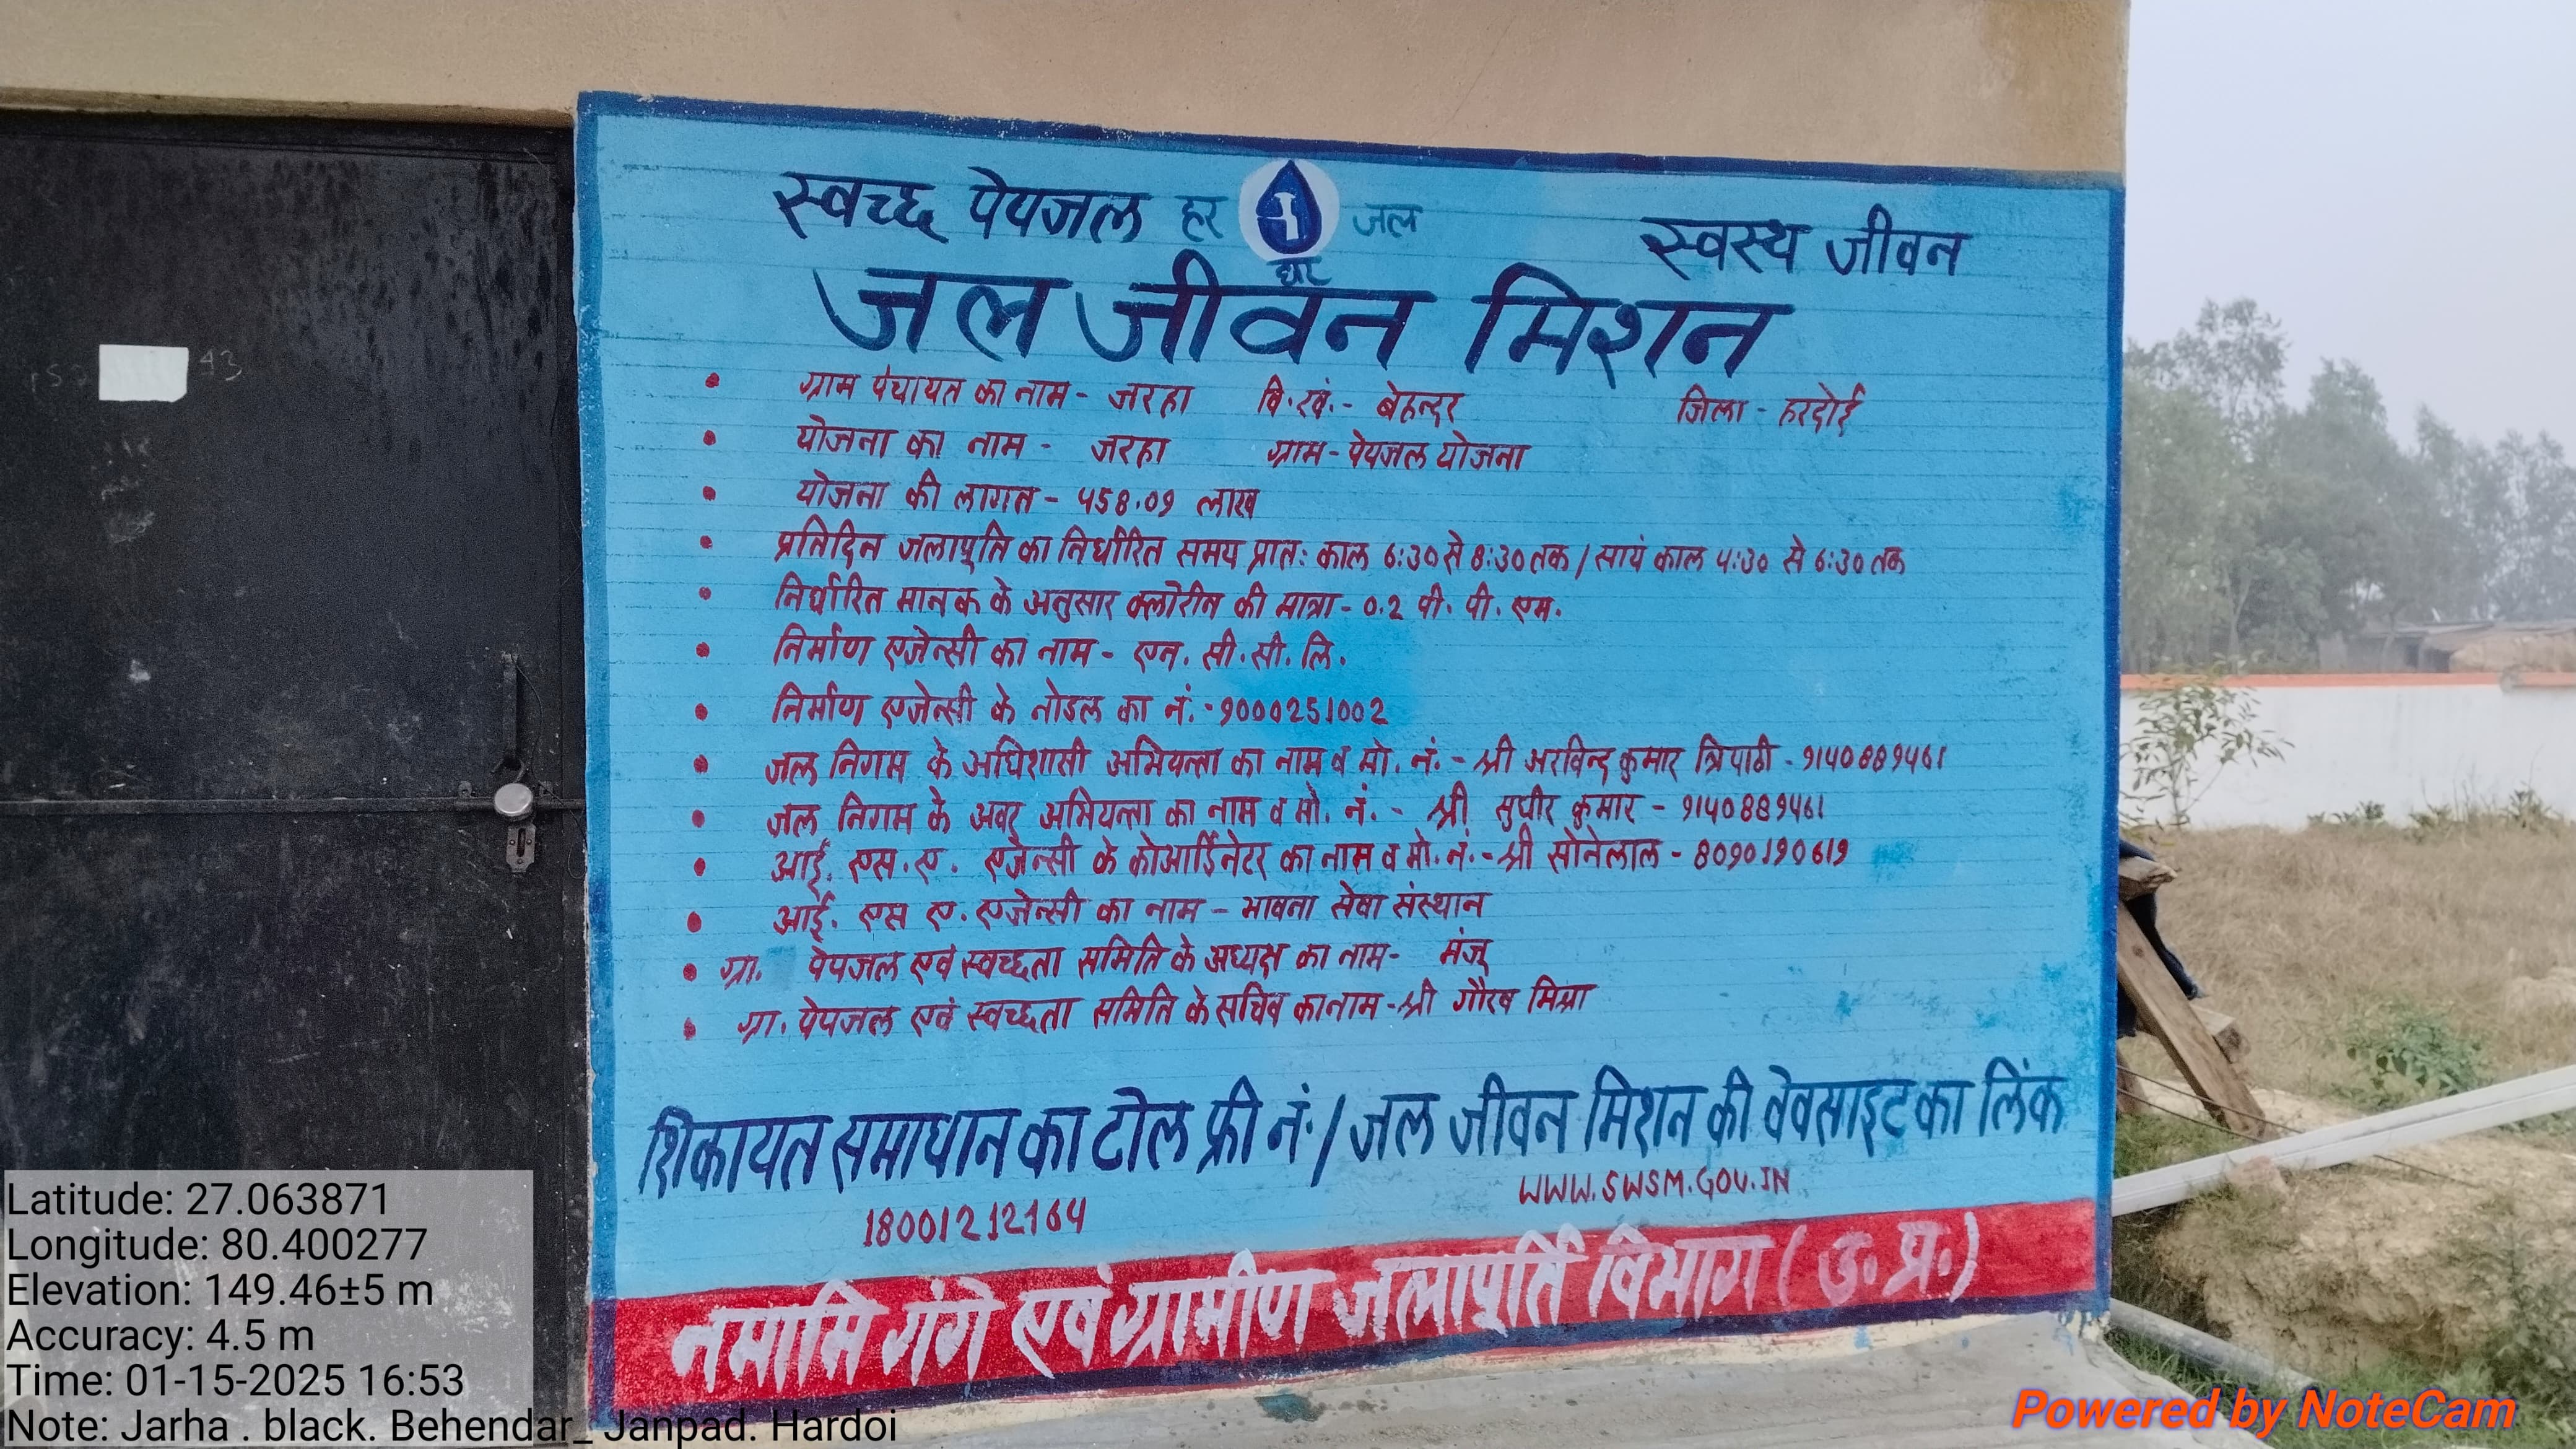 स्वच्छ पेयजल हर घर जल स्वस्थ जीवन
जल जीवन मिशन
• ग्राम पंचायत का नाम - जरहा वि.खं. - बेहन्दर जिला - हरदोई
• योजना का नाम - जरहा ग्राम - पेयजल योजना
• योजना की लागत - 458.09 लाख
• प्रतिदिन जलापूति का निर्धारित समय प्रात: काल 6:30 से 8:30 तक / सायं काल 4:30 से 6:30 तक
• निर्धारित मानक के अनुसार क्लोरीन की मात्रा - 0.2 पी. पी. एम.
• निर्माण एजेन्सी का नाम - एन. सी. सी. लि.
• निर्माण एजेन्सी के नोडल का नं. - 9000251002
• जल निगम के अधिशासी अभियन्ता का नाम व मो. नं. - श्री अरविन्द कुमार त्रिपाठी - 9140889461
• जल निगम के अवर अभियन्ता का नाम व मो. नं. - श्री सुधीर कुमार - 9140889461
• आई. एस. ए. एजेन्सी के कोआर्डिनेटर का नाम व मो. नं. - श्री सोनेलाल - 8090190619
• आई. एस ए. एजेन्सी का नाम - भावना सेवा संस्थान
• ग्रा. पेयजल एवं स्वच्छता समिति के अध्यक्ष का नाम - मंजू
• ग्रा. पेयजल एवं स्वच्छता समिति के सचिव का नाम - श्री गौरव मिश्रा
शिकायत समाधान का टोल फ्री नं. / जल जीवन मिशन की वेवसाइट का लिंक
18001212164 WWW.SWSM.GOV.IN
नमामि गंगे एवं ग्रामीण जलापूर्ति विभाग (उ. प्र.)
Latitude: 27.063871
Longitude: 80.400277
Elevation: 149.46±5 m
Accuracy: 4.5 m
Time: 01-15-2025 16:53
Note: Jarha . black. Behendar_ Janpad. Hardoi
Powered by NoteCam